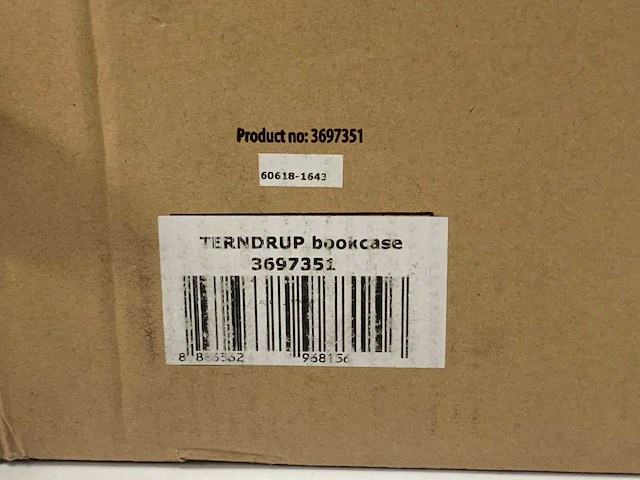 Product no: 3697351
60618-1643
TERNDRUP bookcase
3697351